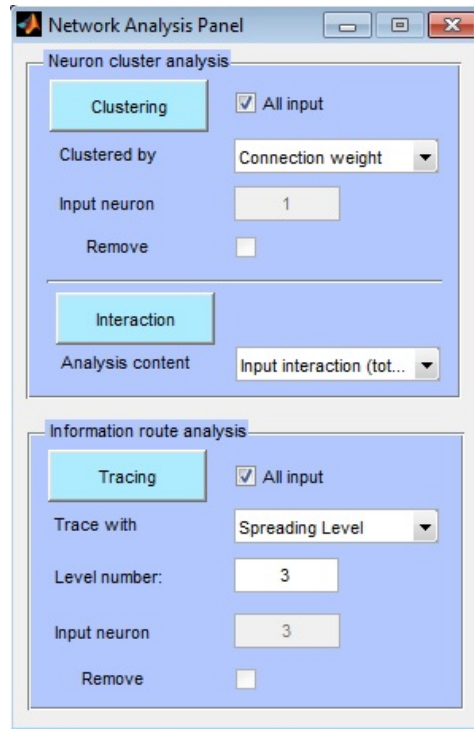 Network Analysis Panel
Neuron cluster analysis
Clustering All input
Clustered by Connection weight
Input neuron 1
Remove
Interaction
Analysis content Input interaction (tot...
Information route analysis
Tracing All input
Trace with Spreading Level
Level number: 3
Input neuron 3
Remove